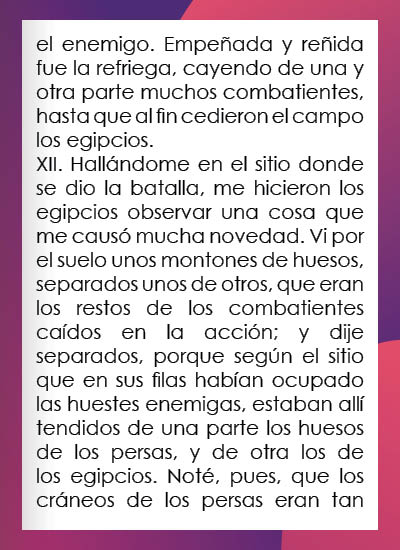 el enemigo. Empeñada y reñida
fue la refriega, cayendo de una y
otra parte muchos combatientes,
hasta que al fin cedieron el campo
los egipcios.
XII. Hallándome en el sitio donde
se dio la batalla, me hicieron los
egipcios observar una cosa que
me causó mucha novedad. Vi por
el suelo unos montones de huesos,
separados unos de otros, que eran
los restos de los combatientes
caídos en la acción; y dije
separados, porque según el sitio
que en sus filas habían ocupado
las huestes enemigas, estaban allí
tendidos de una parte los huesos
de los persas, y de otra los de
los egipcios. Noté, pues, que los
cráneos de los persas eran tan